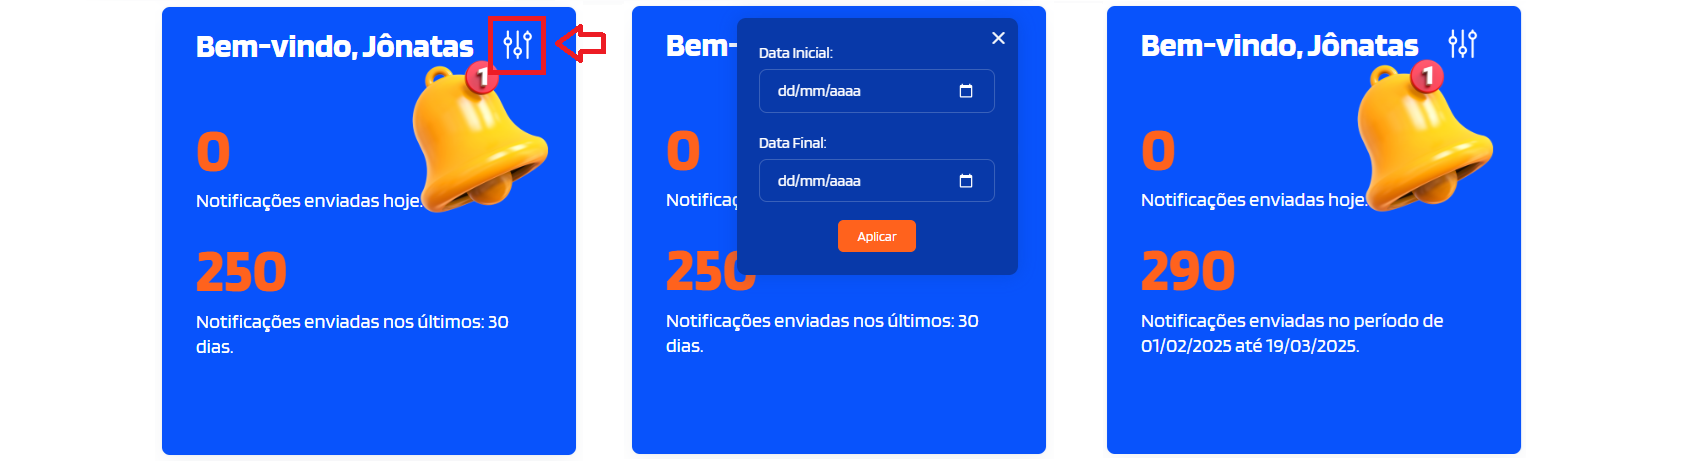 Bem-vindo, Jônatas
1
0
Notificações enviadas hoje.
250
Notificações enviadas nos últimos: 30
dias.
Bem-
Data Inicial:
dd/mm/aaaa
Data Final:
dd/mm/aaaa
Aplicar
0
250
Notificações enviadas nos últimos: 30
dias.
Bem-vindo, Jônatas
1
0
Notificações enviadas hoje.
290
Notificações enviadas no período de
01/02/2025 até 19/03/2025.